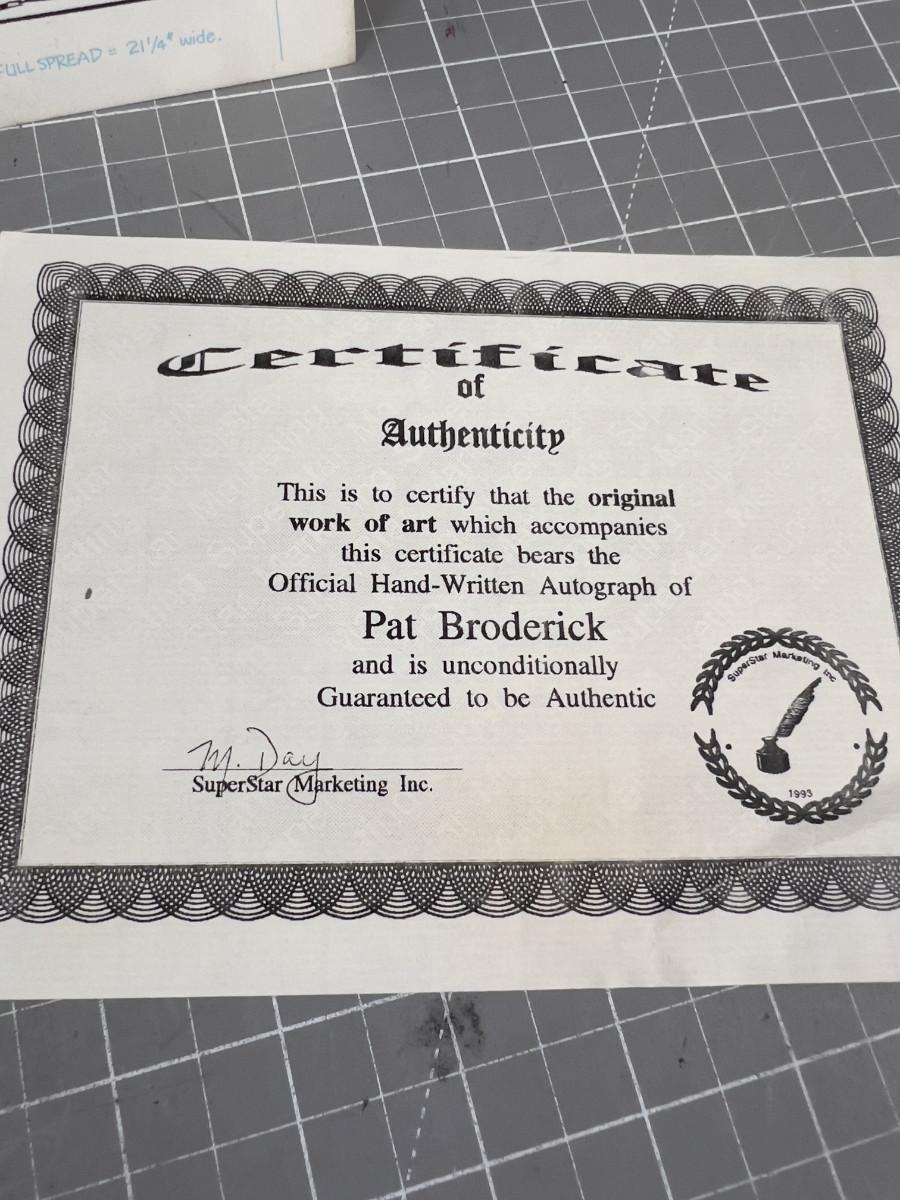 FULL SPREAD = 21 1/4" wide.
Certificate
of
Authenticity
This is to certify that the original
work of art which accompanies
this certificate bears the
Official Hand-Written Autograph of
Pat Broderick
and is unconditionally
Guaranteed to be Authentic
SuperStar Marketing Inc
1993
M. Day
SuperStar Marketing Inc.